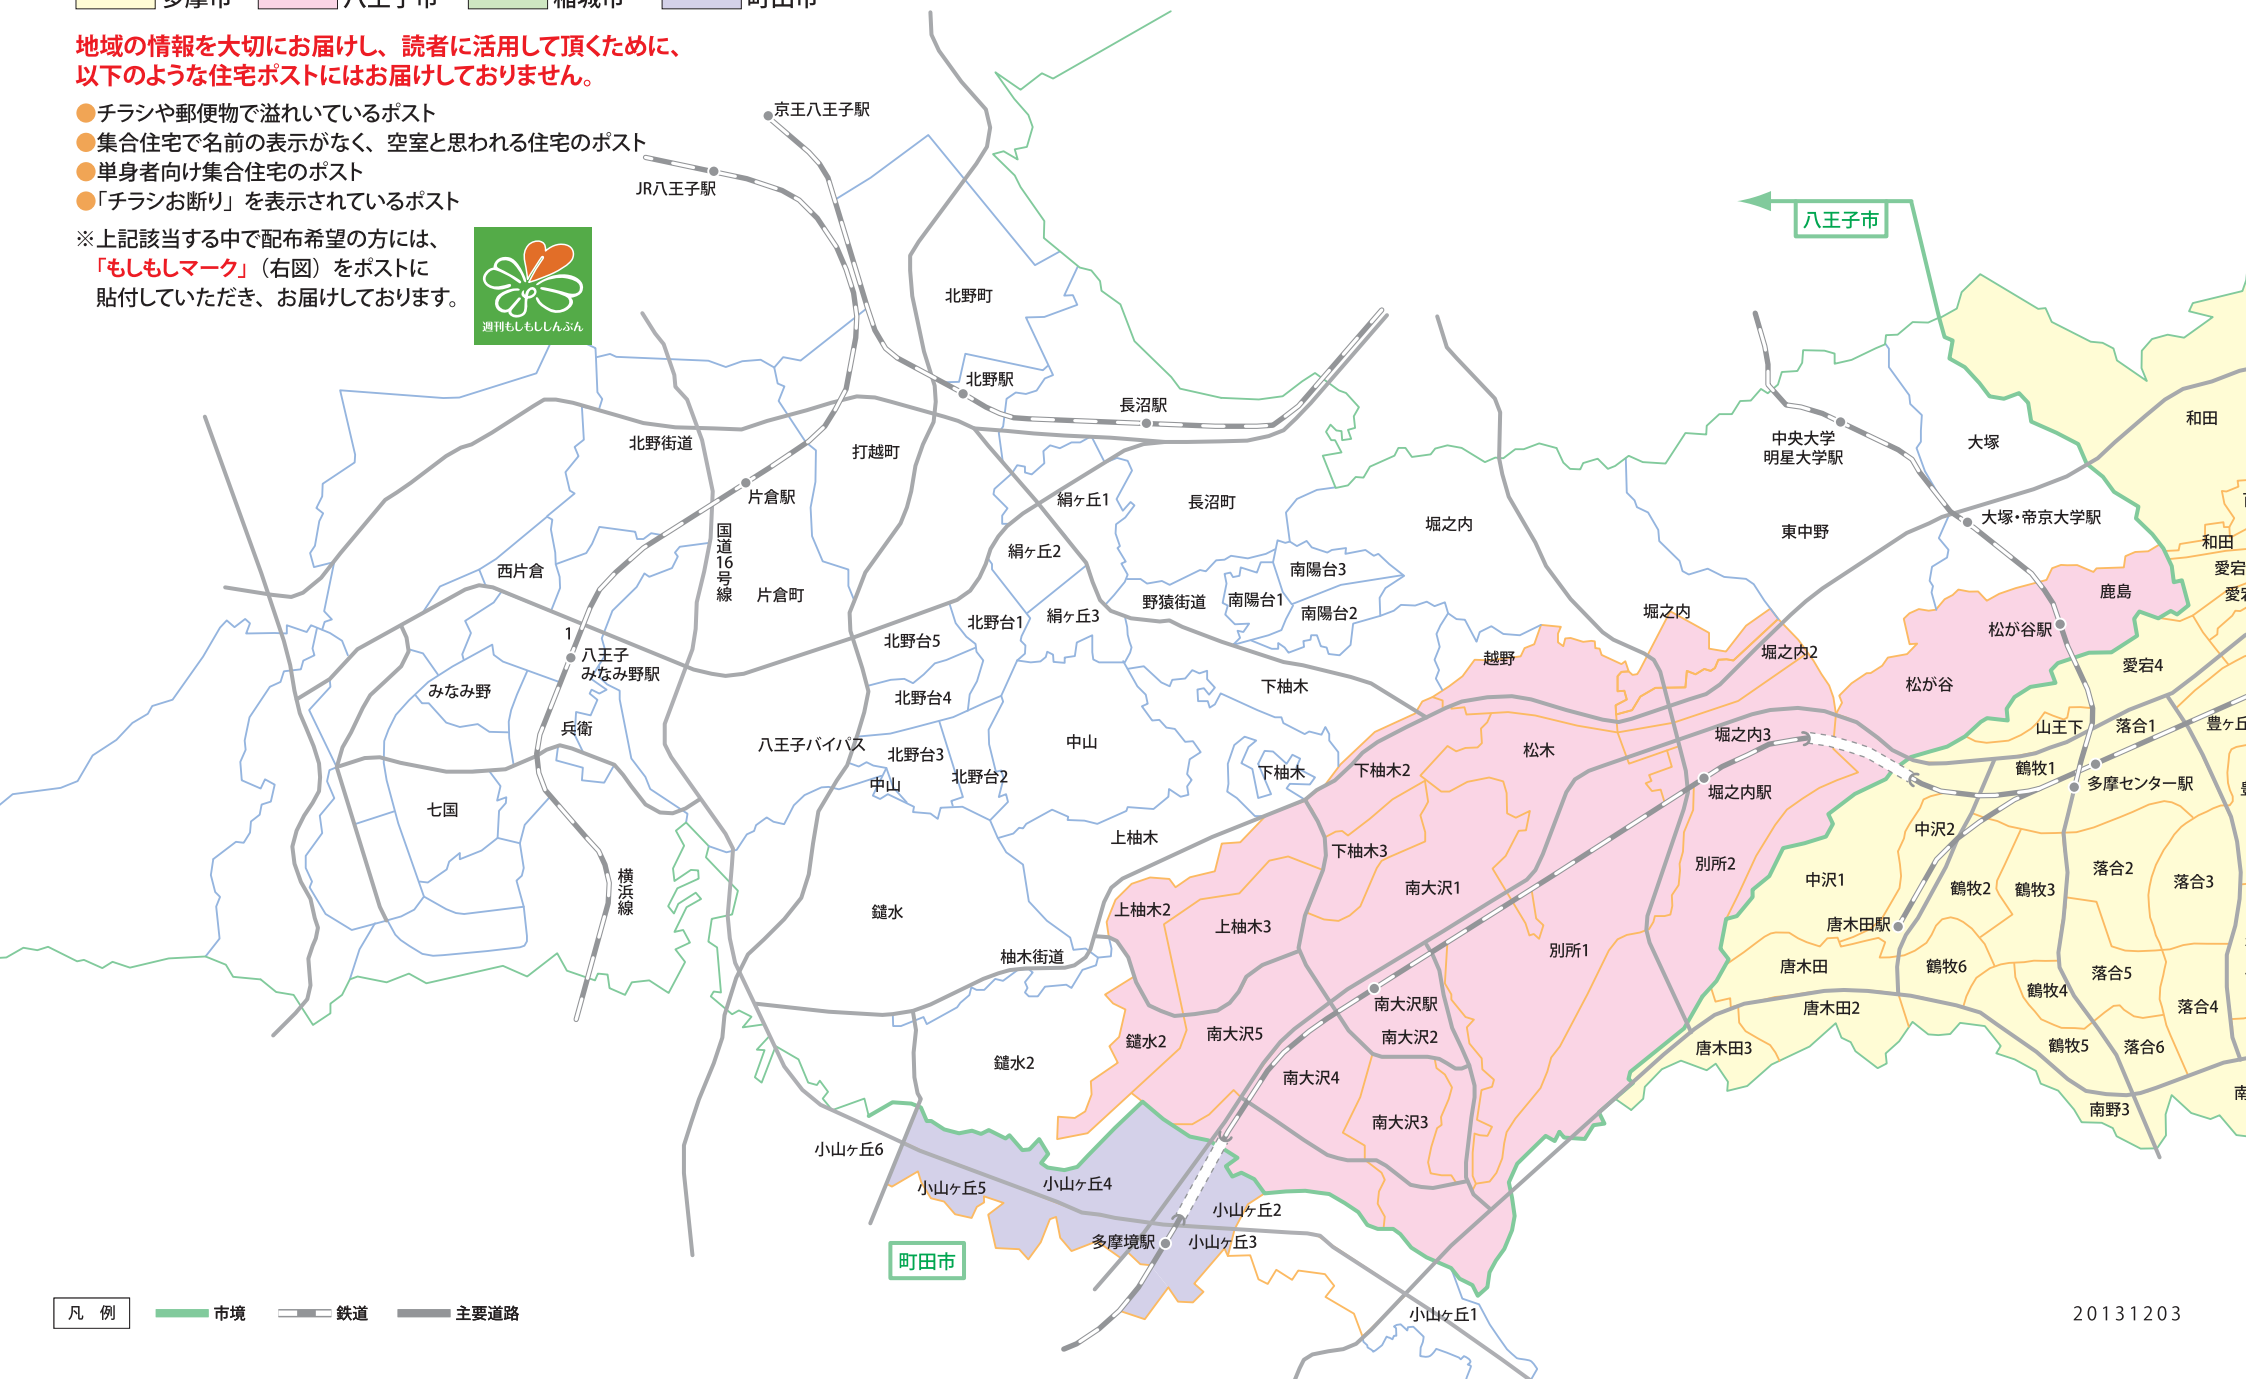 多摩市
八王子市
稲城市
町田市
地域の情報を大切にお届けし、読者に活用して頂くために、
以下のような住宅ポストにはお届けしておりません。
●チラシや郵便物で溢れいているポスト
●集合住宅で名前の表示がなく、空室と思われる住宅のポスト
●単身者向け集合住宅のポスト
●「チラシお断り」を表示されているポスト
※上記該当する中で配布希望の方には、
「もしもしマーク」（右図）をポストに
貼付していただき、お届けしております。
週刊もしもししんぶん
京王八王子駅
JR八王子駅
八王子市
北野町
北野駅
長沼駅
北野街道
打越町
片倉駅
絹ヶ丘1
長沼町
中央大学
明星大学駅
大塚
和田
国道16号線
堀之内
東中野
大塚・帝京大学駅
絹ヶ丘2
西片倉
片倉町
南陽台3
野猿街道
南陽台1
南陽台2
和田
愛宕
鹿島
北野台1
絹ヶ丘3
北野台5
堀之内
堀之内2
松が谷駅
1
八王子
みなみ野駅
越野
愛宕4
みなみ野
北野台4
下柚木
松が谷
兵衛
八王子バイパス
北野台3
中山
北野台2
中山
下柚木
下柚木2
松木
堀之内3
山王下
落合1
豊ヶ丘
鶴牧1
堀之内駅
多摩センター駅
七国
上柚木
下柚木3
中沢2
横浜線
鑓水
上柚木2
上柚木3
南大沢1
別所2
中沢1
鶴牧2
鶴牧3
落合2
落合3
唐木田駅
柚木街道
別所1
唐木田
鶴牧6
落合5
鶴牧4
南大沢駅
唐木田2
落合4
鑓水2
鑓水2
南大沢5
南大沢2
唐木田3
鶴牧5
落合6
南大沢4
南大沢3
南野3
小山ヶ丘6
小山ヶ丘5
小山ヶ丘4
小山ヶ丘2
多摩境駅
小山ヶ丘3
町田市
小山ヶ丘1
凡　例
市境
鉄道
主要道路
20131203